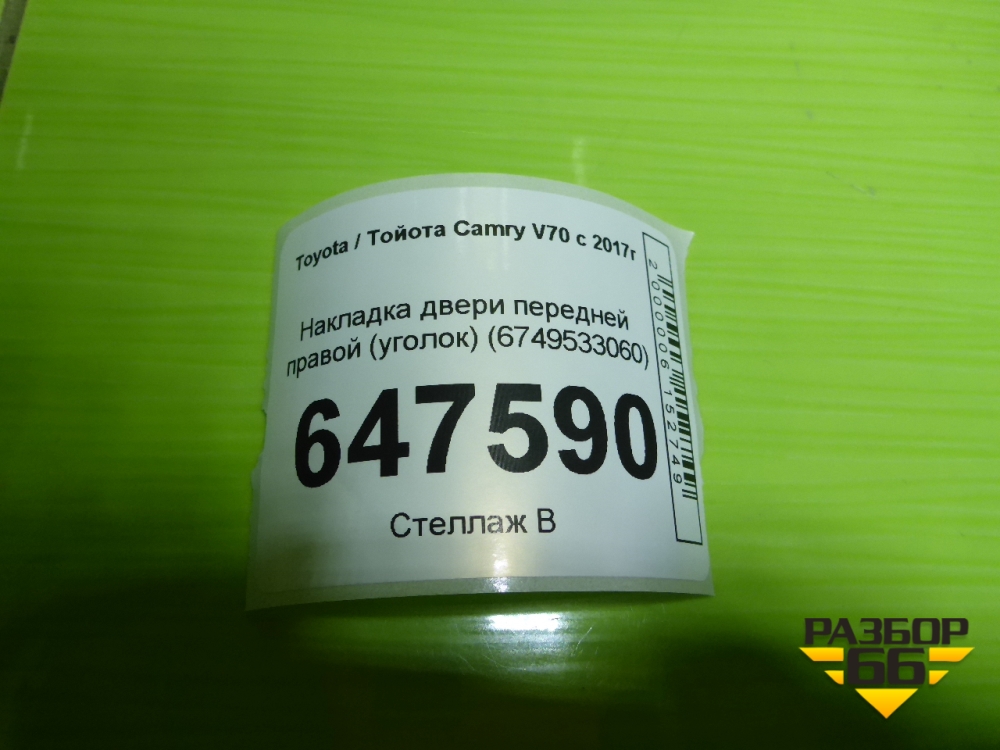 Toyota / Тойота Camry V70 с 2017г
Накладка двери передней
правой (уголок) (6749533060)
647590
Стеллаж В
2000006152749
РАЗБОР
66